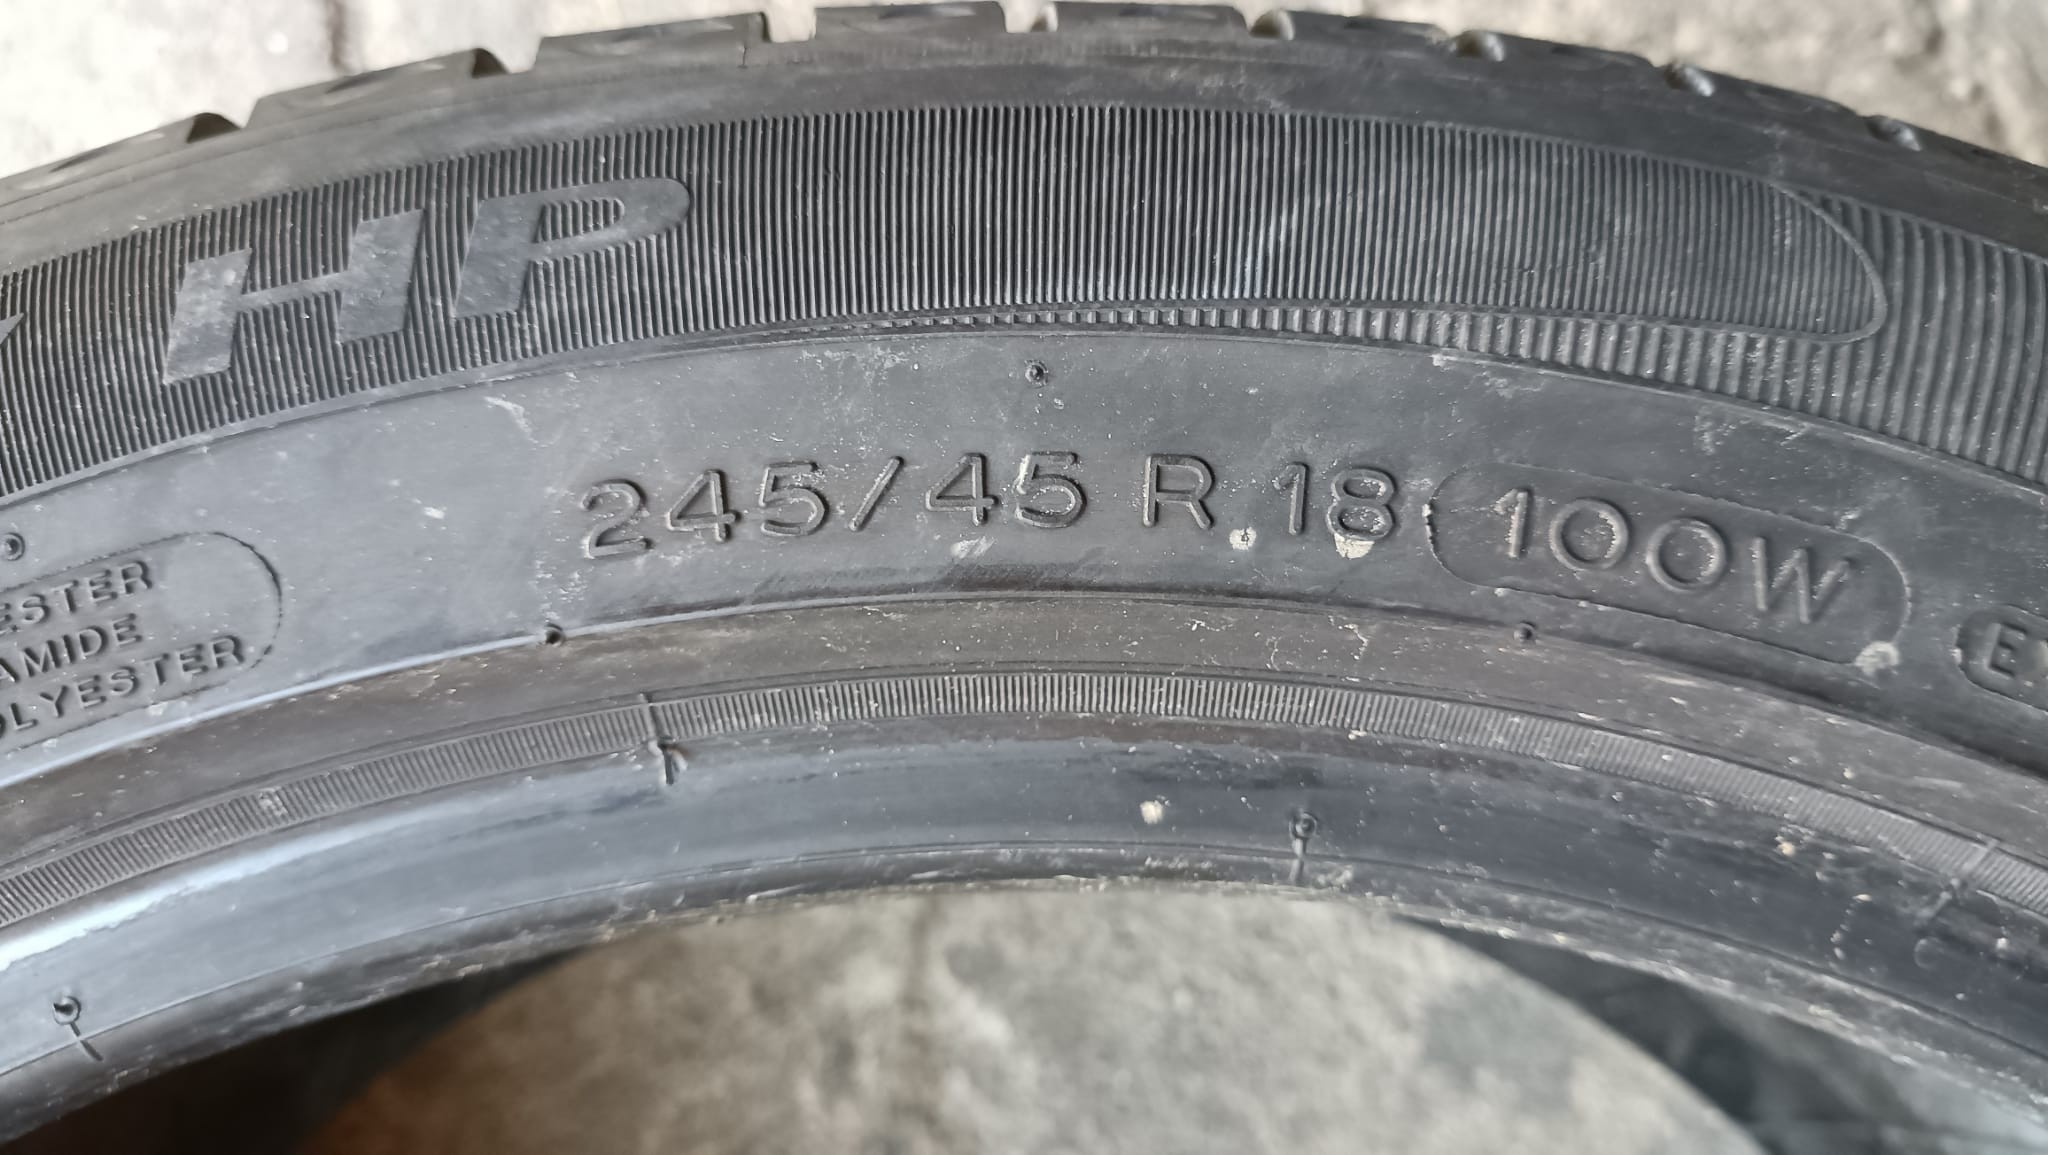 HP
245/45 R 18 100W
ESTER
AMIDE
OLYESTER